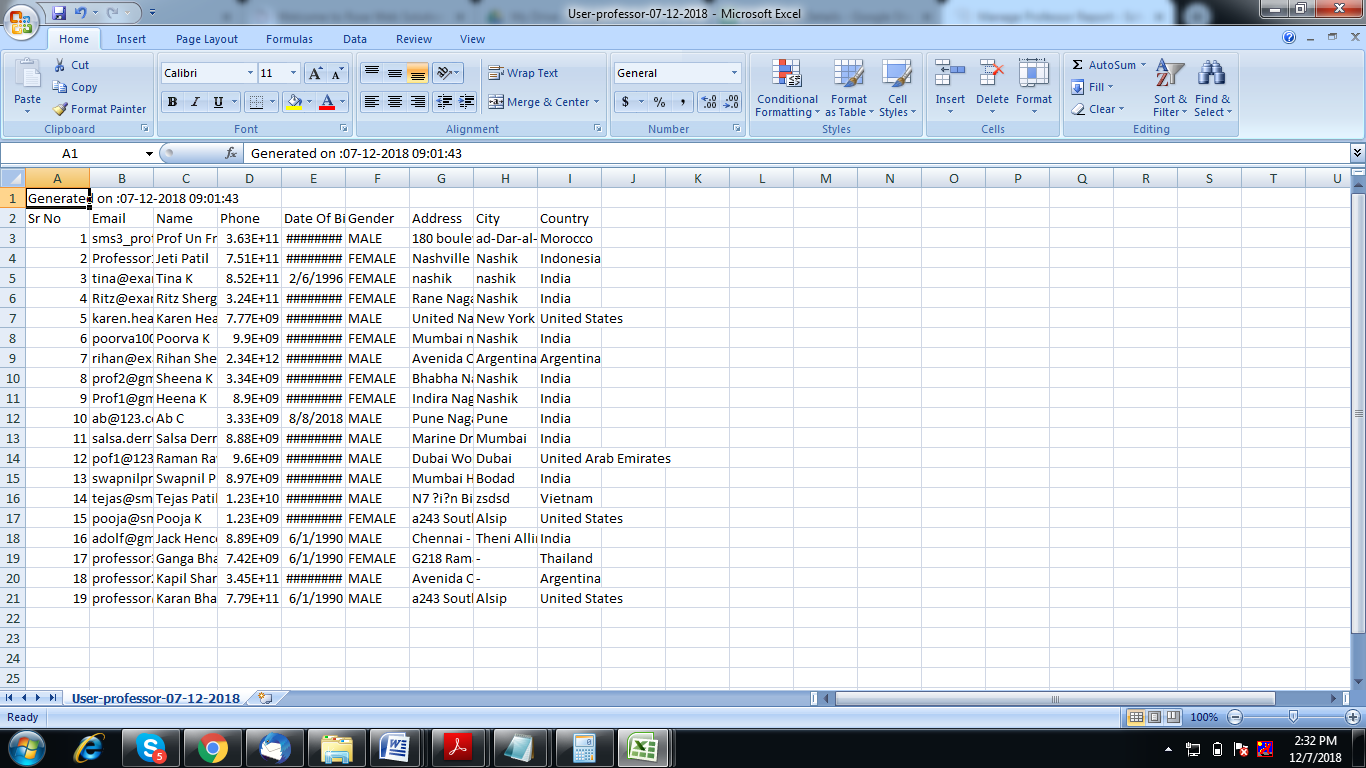 User-professor-07-12-2018 - Microsoft Excel
Home Insert Page Layout Formulas Data Review View
Paste Cut Copy Format Painter Clipboard
Calibri 11 A A B I U A Font
Wrap Text Merge & Center Alignment
General $ % , Number
Conditional Formatting Format as Table Cell Styles Styles
Insert Delete Format Cells
Σ AutoSum Fill Clear Sort & Filter Find & Select Editing
A1 fx Generated on :07-12-2018 09:01:43
A B C D E F G H I J K L M N O P Q R S T U
1 Generated on :07-12-2018 09:01:43
2 Sr No Email Name Phone Date Of Bi Gender Address City Country
3 1 sms3_prof Prof Un Fr 3.63E+11 ######## MALE 180 boule ad-Dar-al- Morocco
4 2 Professor Jeti Patil 7.51E+11 ######## FEMALE Nashville Nashik Indonesia
5 3 tina@exa Tina K 8.52E+11 2/6/1996 FEMALE nashik nashik India
6 4 Ritz@exa Ritz Sherg 3.24E+11 ######## FEMALE Rane Naga Nashik India
7 5 karen.hea Karen Hea 7.77E+09 ######## MALE United Na New York United States
8 6 poorva100 Poorva K 9.9E+09 ######## FEMALE Mumbai n Nashik India
9 7 rihan@ex Rihan She 2.34E+12 ######## MALE Avenida C Argentina Argentina
10 8 prof2@gm Sheena K 3.34E+09 ######## FEMALE Bhabha Na Nashik India
11 9 Prof1@gm Heena K 8.9E+09 ######## FEMALE Indira Nag Nashik India
12 10 ab@123.c Ab C 3.33E+09 8/8/2018 MALE Pune Naga Pune India
13 11 salsa.derr Salsa Derr 8.88E+09 ######## MALE Marine Dr Mumbai India
14 12 pof1@123 Raman Ra 9.6E+09 ######## MALE Dubai Wo Dubai United Arab Emirates
15 13 swapnilpr Swapnil P 8.97E+09 ######## MALE Mumbai H Bodad India
16 14 tejas@sm Tejas Patil 1.23E+10 ######## MALE N7 ?i?n Bi zsdsd Vietnam
17 15 pooja@sm Pooja K 1.23E+09 ######## FEMALE a243 Sout Alsip United States
18 16 adolf@gm Jack Henc 8.89E+09 6/1/1990 MALE Chennai - Theni Alli India
19 17 professor Ganga Bha 7.42E+09 6/1/1990 FEMALE G218 Ram - Thailand
20 18 professor Kapil Shar 3.45E+11 ######## MALE Avenida C - Argentina
21 19 professor Karan Bha 7.79E+11 6/1/1990 MALE a243 Sout Alsip United States
22
23
24
25
User-professor-07-12-2018
Ready 100%
2:32 PM
12/7/2018